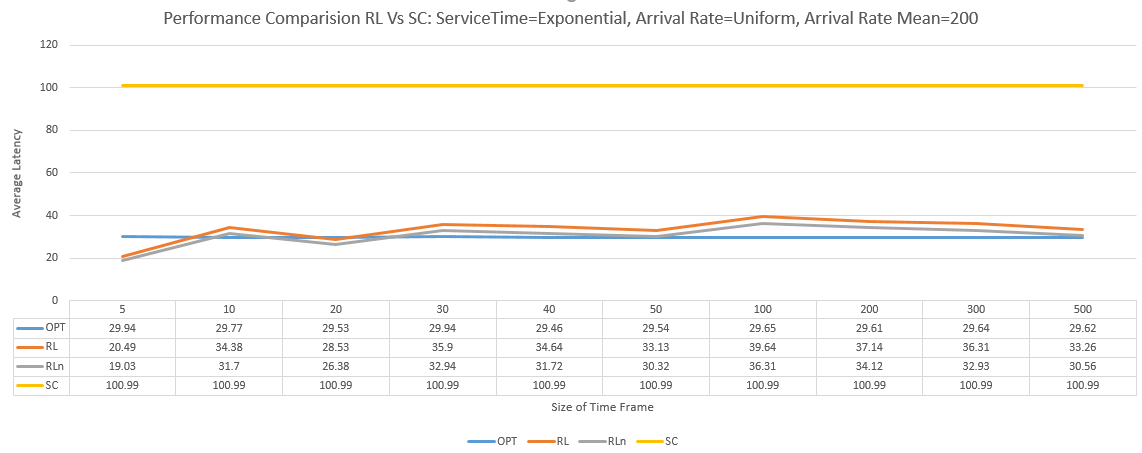 Performance Comparision RL Vs SC: ServiceTime=Exponential, Arrival Rate=Uniform, Arrival Rate Mean=200
120
100
80
60
40
20
0
Average Latency
5 10 20 30 40 50 100 200 300 500
OPT 29.94 29.77 29.53 29.94 29.46 29.54 29.65 29.61 29.64 29.62
RL 20.49 34.38 28.53 35.9 34.64 33.13 39.64 37.14 36.31 33.26
RLn 19.03 31.7 26.38 32.94 31.72 30.32 36.31 34.12 32.93 30.56
SC 100.99 100.99 100.99 100.99 100.99 100.99 100.99 100.99 100.99 100.99
Size of Time Frame
OPT RL RLn SC